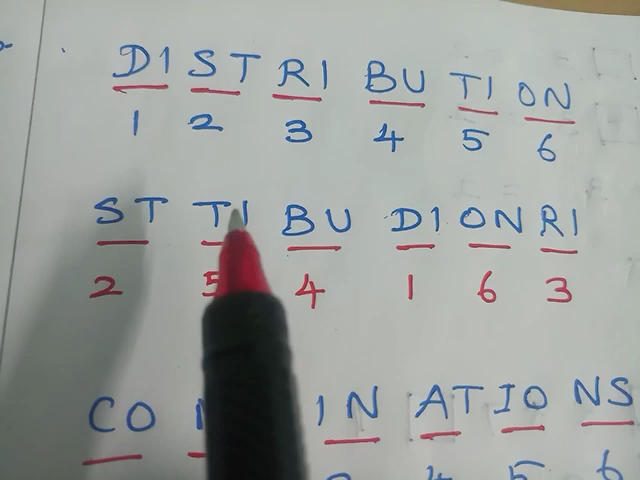 DI ST RI BU TI ON
1 2 3 4 5 6
ST TI BU DI ON RI
2 5 4 1 6 3
CO IN AT IO NS
4 5 6